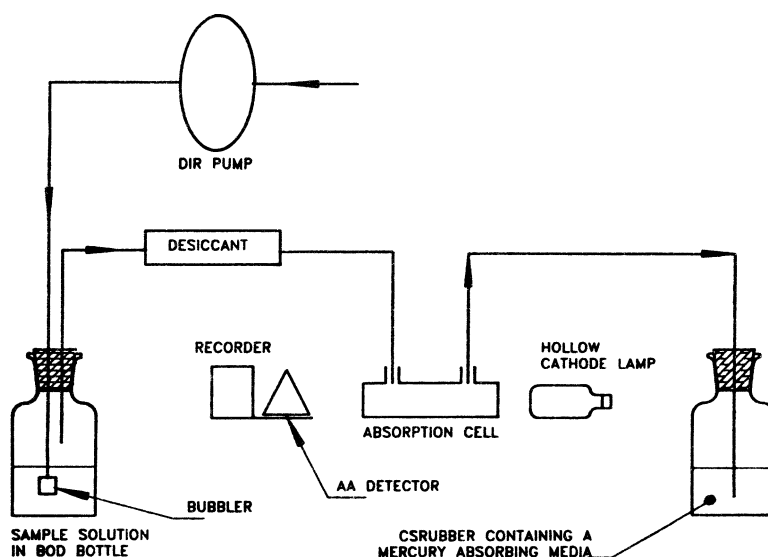 DIR PUMP
DESICCANT
RECORDER
HOLLOW
CATHODE LAMP
ABSORPTION CELL
AA DETECTOR
BUBBLER
SAMPLE SOLUTION
IN BOD BOTTLE
CSRUBBER CONTAINING A
MERCURY ABSORBING MEDIA